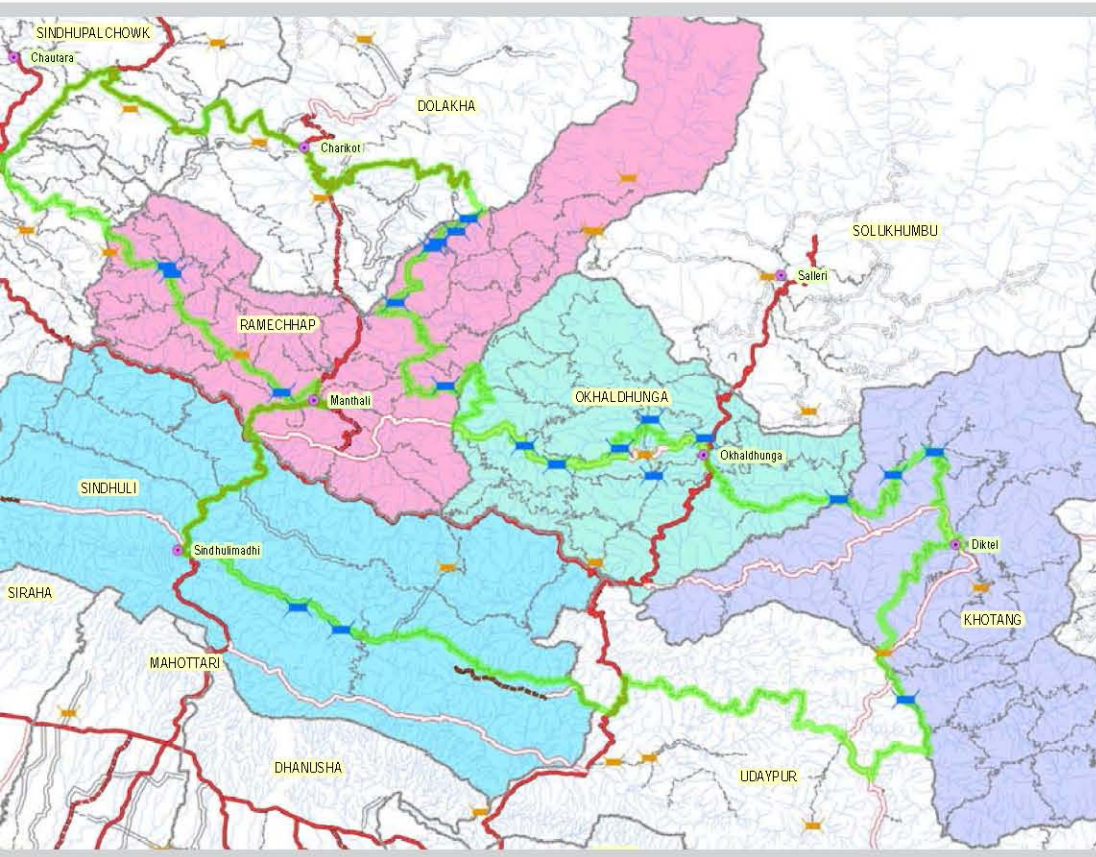 SINDHUPALCHOWK
Chautara
DOLAKHA
Charikot
SOLUKHUMBU
Salleri
RAMECHHAP
Manthali
OKHALDHUNGA
Okhaldhunga
SINDHULI
Sindhulimadhi
Diktel
SIRAHA
KHOTANG
MAHOTTARI
DHANUSHA
UDAYPUR